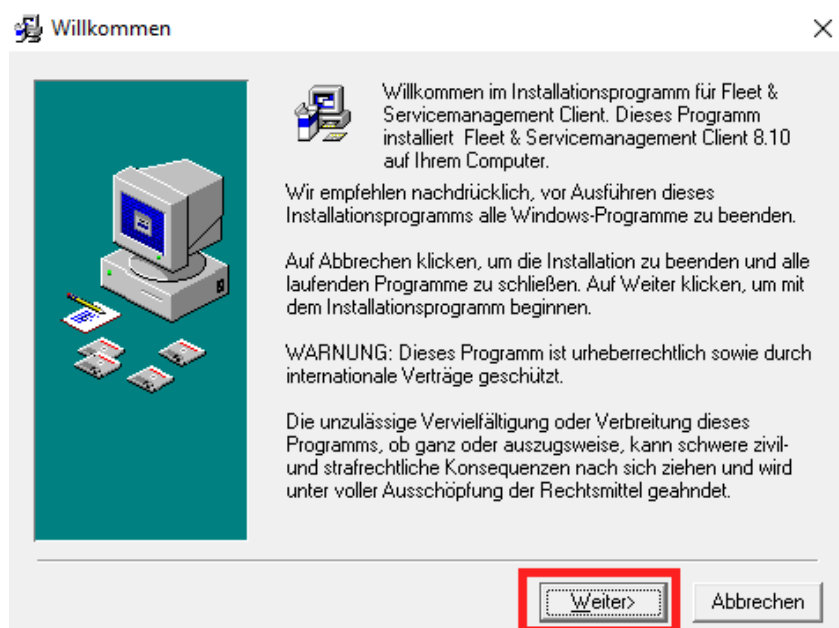 Willkommen
Willkommen im Installationsprogramm für Fleet &
Servicemanagement Client. Dieses Programm
installiert Fleet & Servicemanagement Client 8.10
auf Ihrem Computer.
Wir empfehlen nachdrücklich, vor Ausführen dieses
Installationsprogramms alle Windows-Programme zu beenden.
Auf Abbrechen klicken, um die Installation zu beenden und alle
laufenden Programme zu schließen. Auf Weiter klicken, um mit
dem Installationsprogramm beginnen.
WARNUNG: Dieses Programm ist urheberrechtlich sowie durch
internationale Verträge geschützt.
Die unzulässige Vervielfältigung oder Verbreitung dieses
Programms, ob ganz oder auszugsweise, kann schwere zivil-
und strafrechtliche Konsequenzen nach sich ziehen und wird
unter voller Ausschöpfung der Rechtsmittel geahndet.
Weiter> Abbrechen